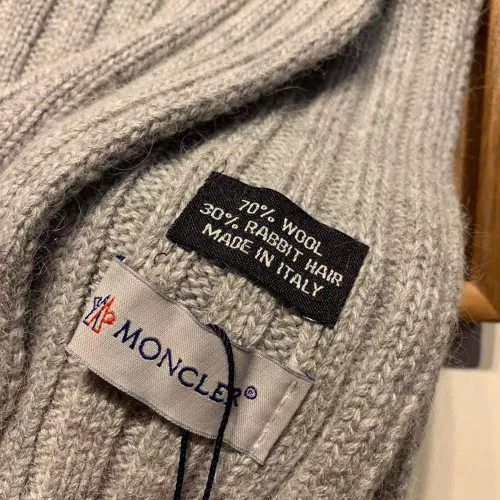 70% WOOL
30% RABBIT HAIR
MADE IN ITALY
MONCLER®